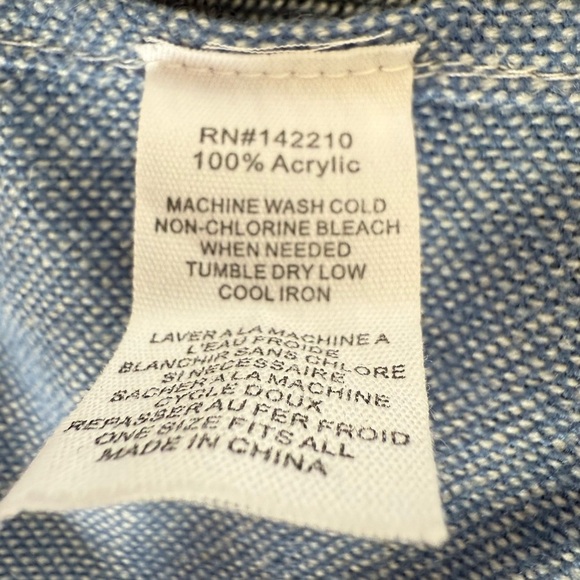 RN#142210
100% Acrylic
MACHINE WASH COLD
NON-CHLORINE BLEACH
WHEN NEEDED
TUMBLE DRY LOW
COOL IRON
LAVER A LA MACHINE A
L'EAU FROIDE
BLANCHIR SANS CHLORE
SI NECESSAIRE
SACHER A LA MACHINE
CYCLE DOUX
REPASSER AU FER FROID
ONE SIZE FITS ALL
MADE IN CHINA